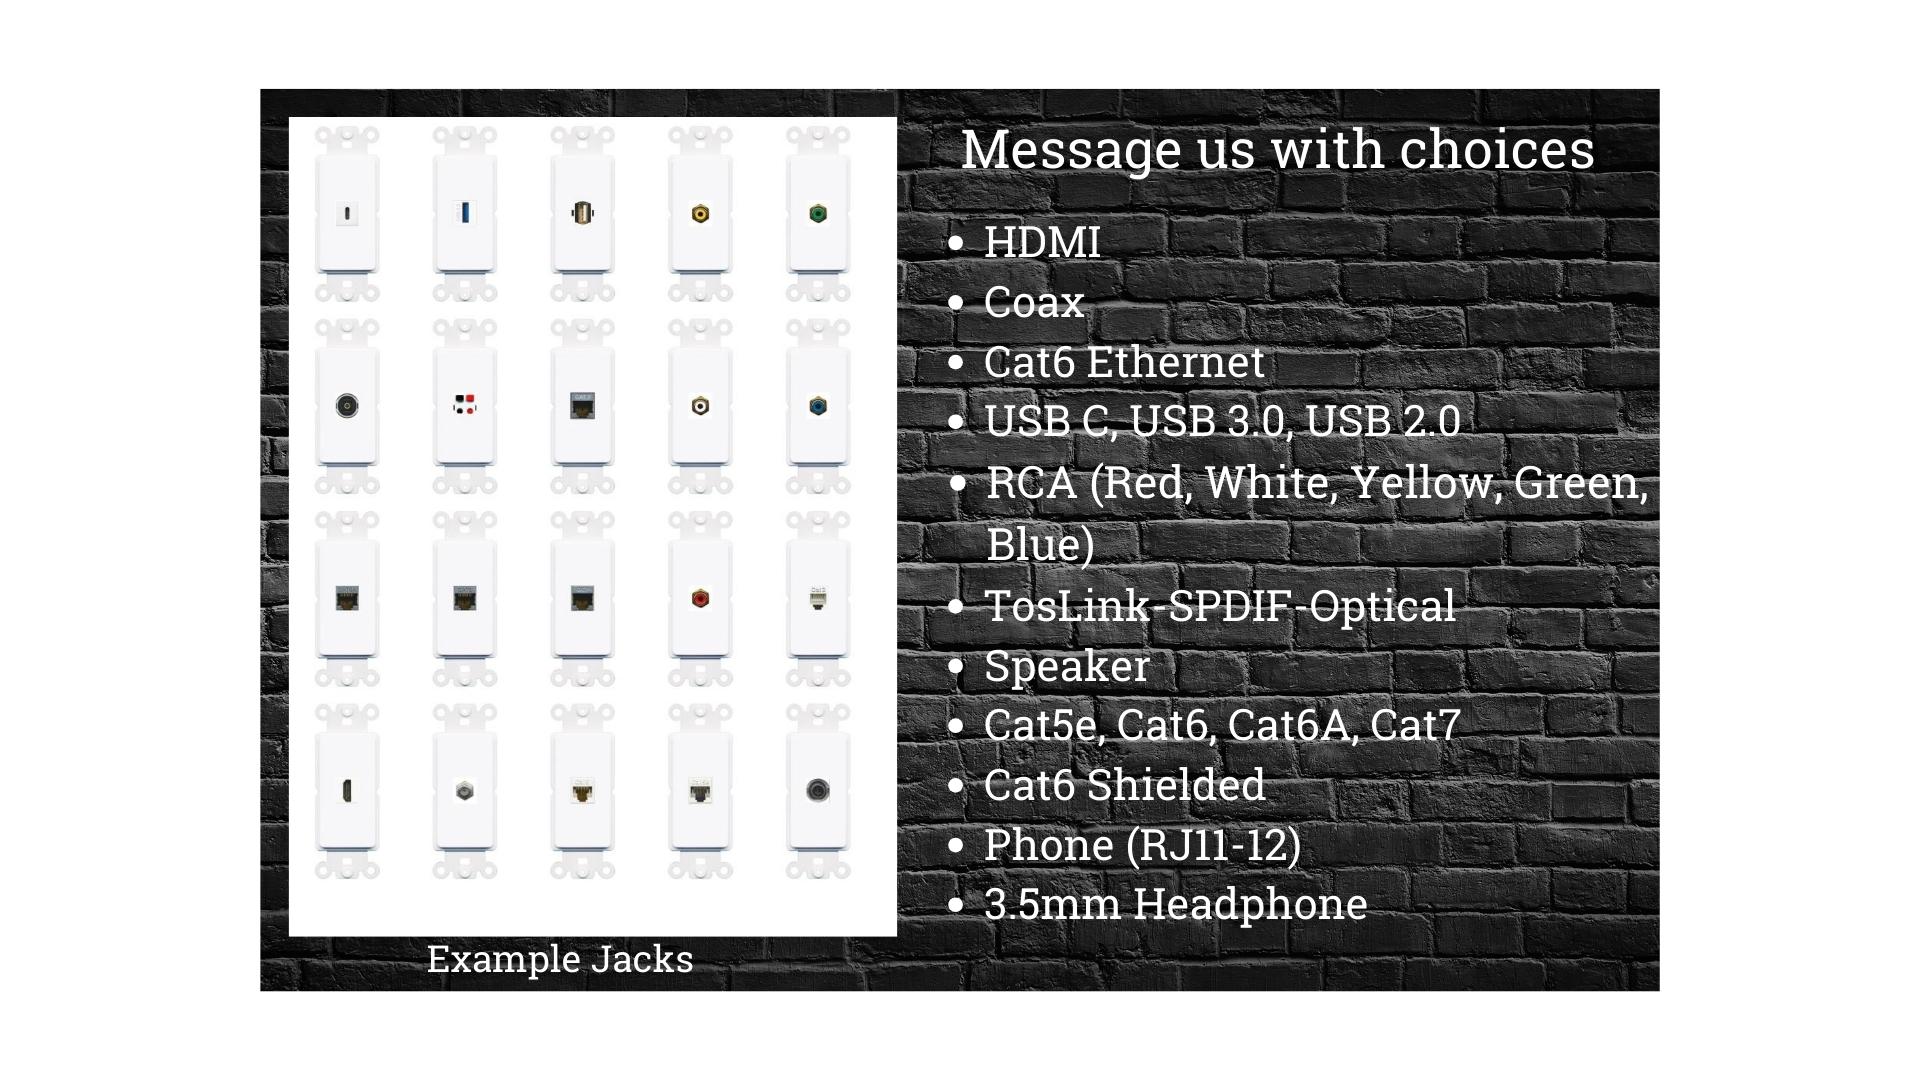 Message us with choices
• HDMI
• Coax
• Cat6 Ethernet
• USB C, USB 3.0, USB 2.0
• RCA (Red, White, Yellow, Green,
Blue)
• TosLink-SPDIF-Optical
• Speaker
• Cat5e, Cat6, Cat6A, Cat7
• Cat6 Shielded
• Phone (RJ11-12)
• 3.5mm Headphone
Example Jacks